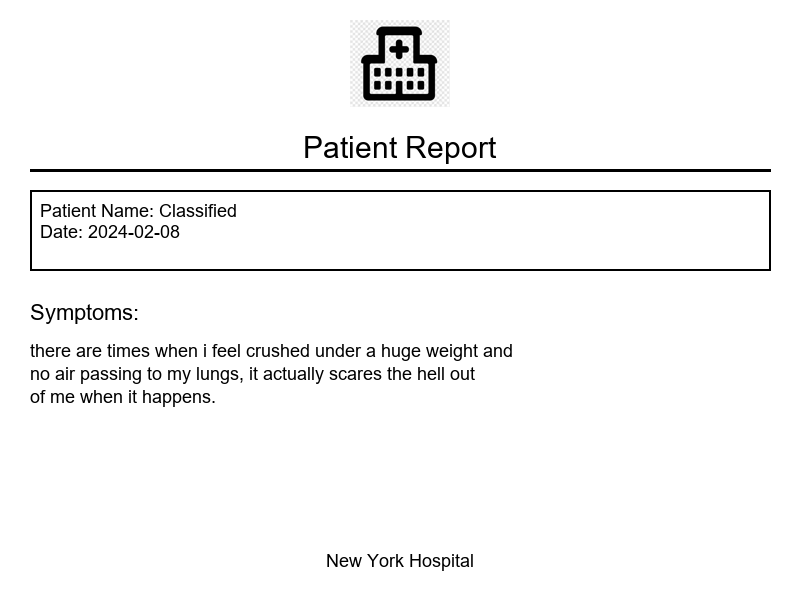 Patient Report
Patient Name: Classified
Date: 2024-02-08
Symptoms:
there are times when i feel crushed under a huge weight and
no air passing to my lungs, it actually scares the hell out
of me when it happens.
New York Hospital